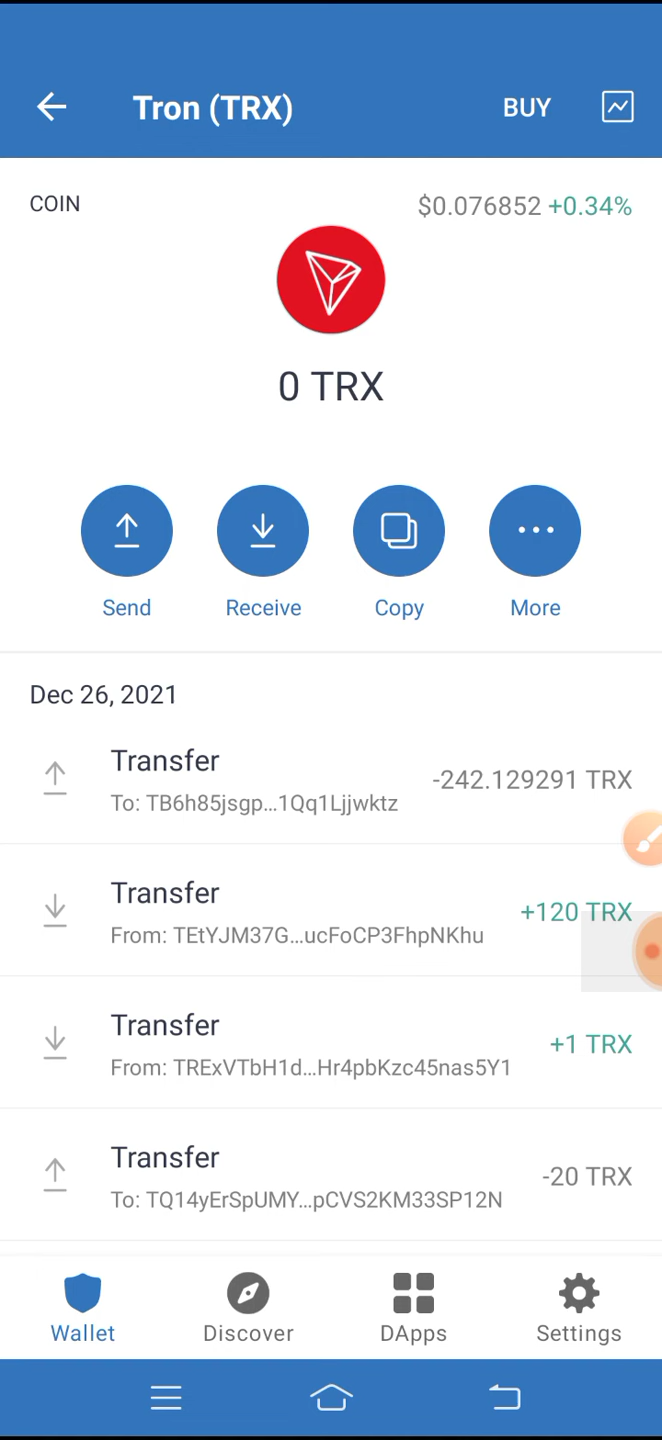 Tron (TRX)
BUY
COIN
$0.076852 +0.34%
0 TRX
Send
Receive
Copy
More
Dec 26, 2021
Transfer
-242.129291 TRX
To: TB6h85jsgp...1Qq1Ljjwktz
Transfer
+120 TRX
From: TEtYJM37G...ucFoCP3FhpNKhu
Transfer
+1 TRX
From: TRExVTbH1d...Hr4pbKzc45nas5Y1
Transfer
-20 TRX
To: TQ14yErSpUMY...pCVS2KM33SP12N
Wallet
Discover
DApps
Settings